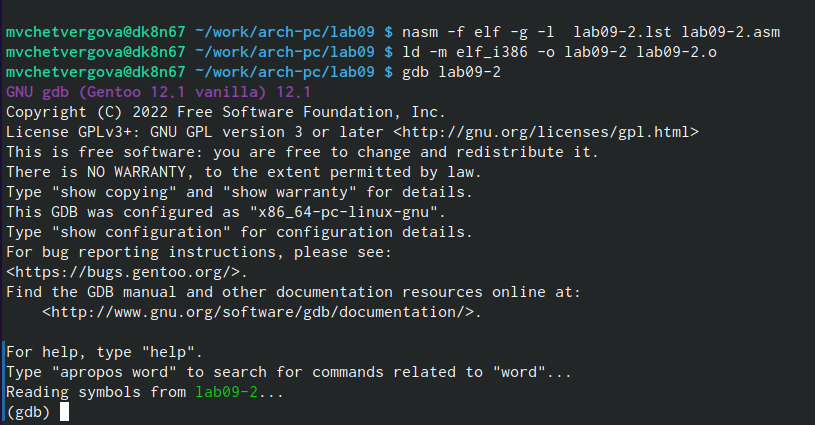 mvchetvergova@dk8n67 ~/work/arch-pc/lab09 $ nasm -f elf -g -l  lab09-2.lst lab09-2.asm
mvchetvergova@dk8n67 ~/work/arch-pc/lab09 $ ld -m elf_i386 -o lab09-2 lab09-2.o
mvchetvergova@dk8n67 ~/work/arch-pc/lab09 $ gdb lab09-2
GNU gdb (Gentoo 12.1 vanilla) 12.1
Copyright (C) 2022 Free Software Foundation, Inc.
License GPLv3+: GNU GPL version 3 or later <http://gnu.org/licenses/gpl.html>
This is free software: you are free to change and redistribute it.
There is NO WARRANTY, to the extent permitted by law.
Type "show copying" and "show warranty" for details.
This GDB was configured as "x86_64-pc-linux-gnu".
Type "show configuration" for configuration details.
For bug reporting instructions, please see:
<https://bugs.gentoo.org/>.
Find the GDB manual and other documentation resources online at:
    <http://www.gnu.org/software/gdb/documentation/>.

For help, type "help".
Type "apropos word" to search for commands related to "word"...
Reading symbols from lab09-2...
(gdb)